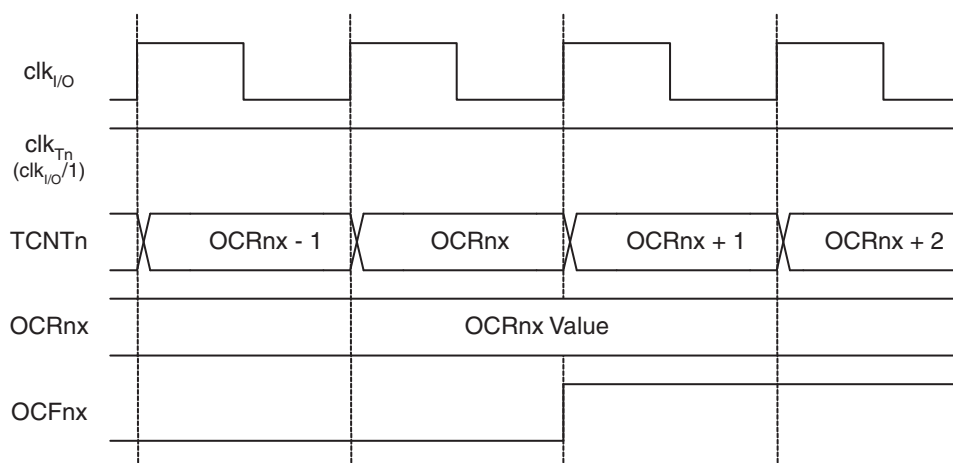 clkI/O
clkTn
(clkI/O/1)
TCNTn
OCRnx - 1
OCRnx
OCRnx + 1
OCRnx + 2
OCRnx
OCRnx Value
OCFnx